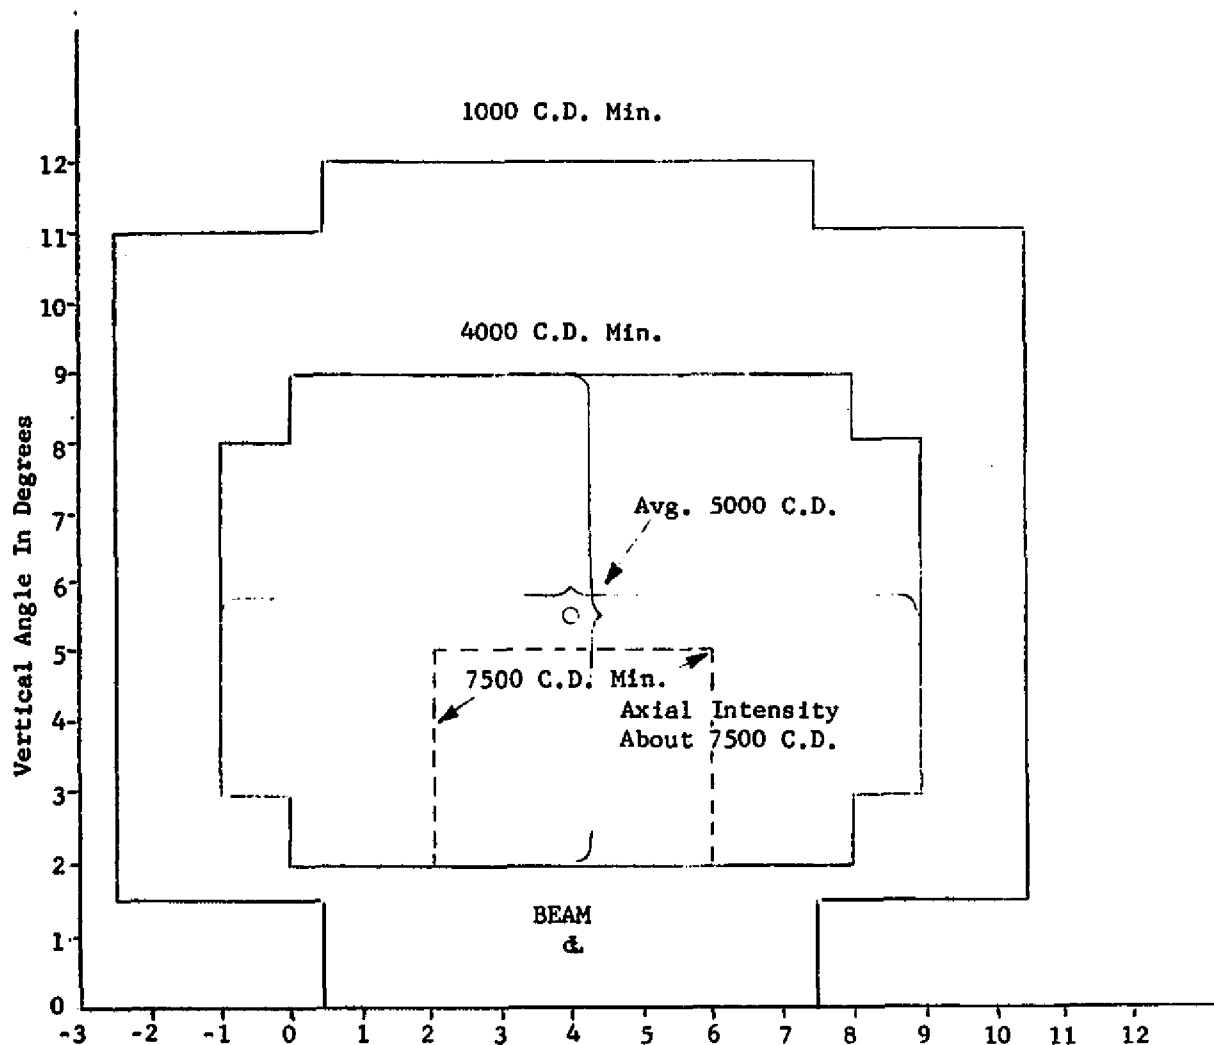 1000 C.D. Min.
12
11
10
4000 C.D. Min.
9
8
7
Avg. 5000 C.D.
6
5
7500 C.D. Min.
Axial Intensity
4
About 7500 C.D.
3
2
BEAM
℄
1
0
-3 -2 -1 0 1 2 3 4 5 6 7 8 9 10 11 12
Vertical Angle In Degrees